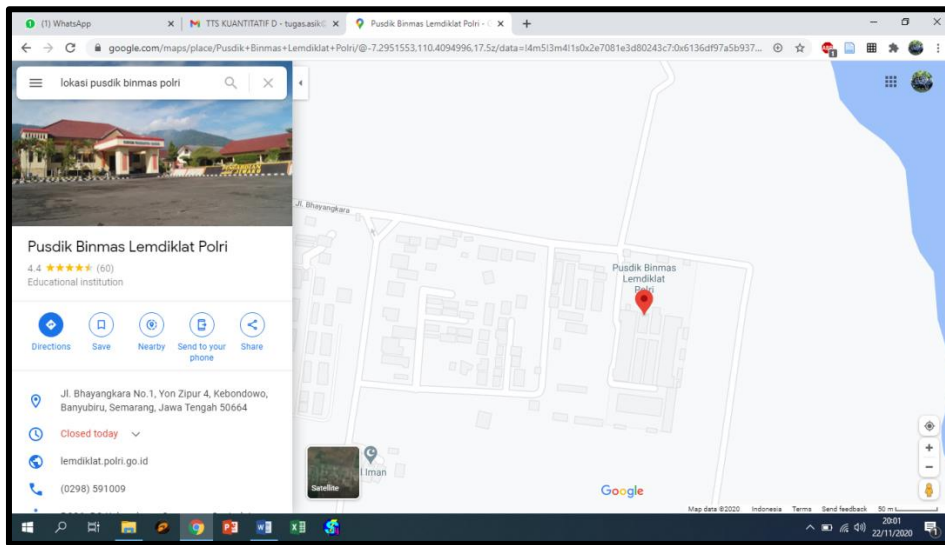 (1) WhatsApp
TTS KUANTITATIF D - tugas.asik
Pusdik Binmas Lemdiklat Polri -
google.com/maps/place/Pusdik+Binmas+Lemdiklat+Polri/@-7.2951553,110.4094996,17.5z/data=!4m5!3m4!1s0x2e7081e3d80243c7:0x6136df97a5b937...
lokasi pusdik binmas polri
Pusdik Binmas Lemdiklat Polri
4.4 (60)
Educational institution
Directions
Save
Nearby
Send to your
phone
Share
Jl. Bhayangkara No.1, Yon Zipur 4, Kebondowo,
Banyubiru, Semarang, Jawa Tengah 50664
Closed today
lemdiklat.polri.go.id
(0298) 591009
Jl. Bhayangkara
Pusdik Binmas
Lemdiklat
Polri
Iman
Satellite
Google
Map data ©2020 Indonesia Terms Send feedback 50 m
20:01
22/11/2020